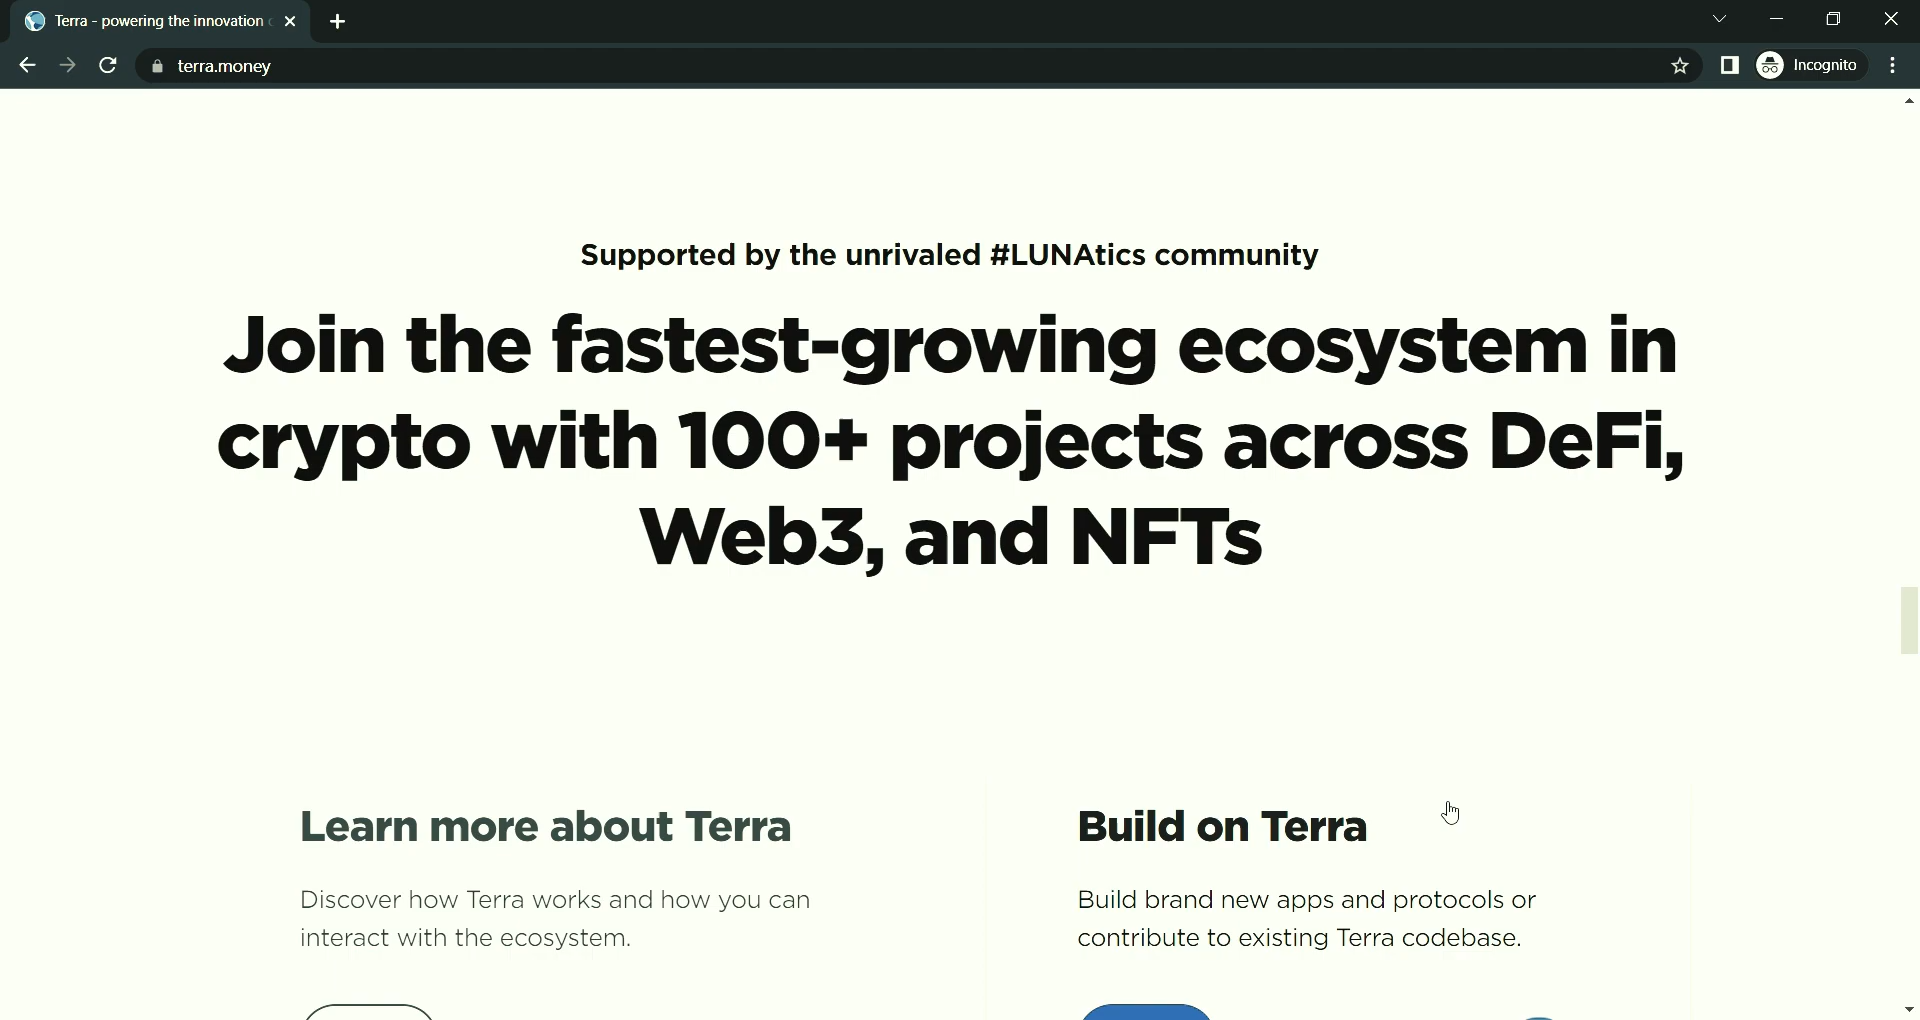 Terra - powering the innovation
terra.money
Incognito
Supported by the unrivaled #LUNAtics community
Join the fastest-growing ecosystem in
crypto with 100+ projects across DeFi,
Web3, and NFTs
Learn more about Terra
Build on Terra
Discover how Terra works and how you can
interact with the ecosystem.
Build brand new apps and protocols or
contribute to existing Terra codebase.